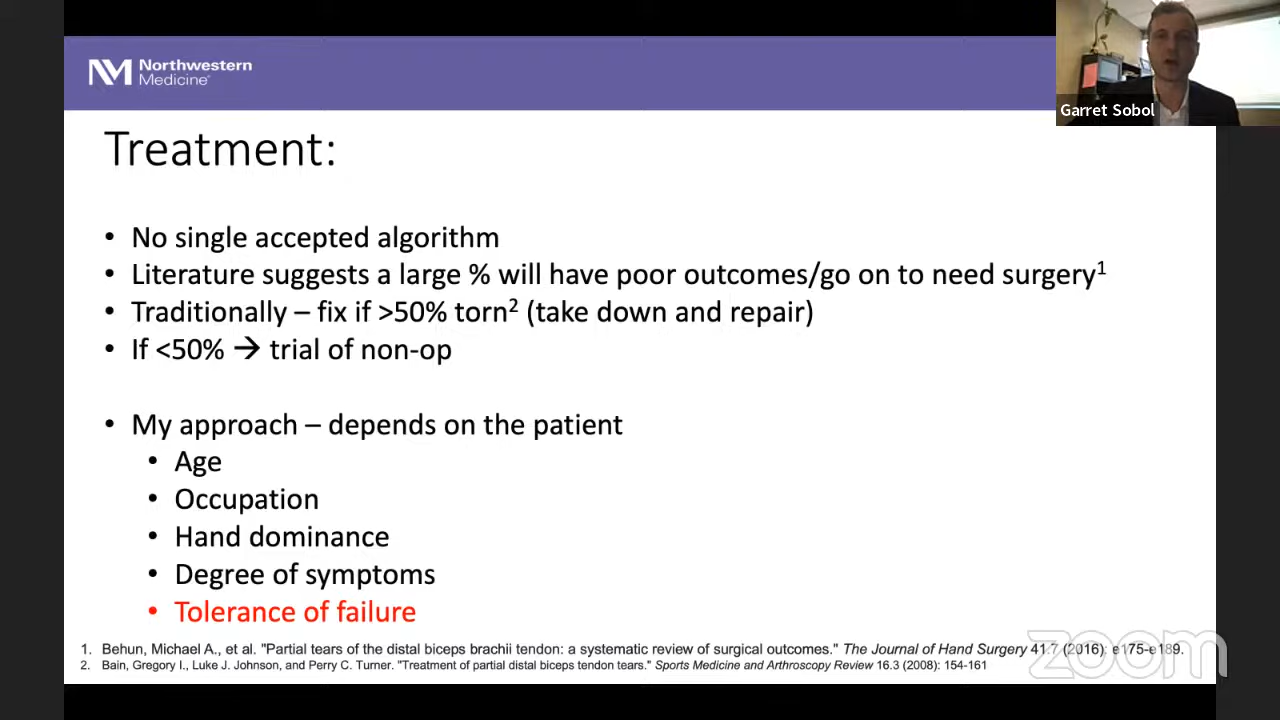 Northwestern
Medicine
Garret Sobol
Treatment:
• No single accepted algorithm
• Literature suggests a large % will have poor outcomes/go on to need surgery1
• Traditionally – fix if >50% torn2 (take down and repair)
• If <50% → trial of non-op
• My approach – depends on the patient
• Age
• Occupation
• Hand dominance
• Degree of symptoms
• Tolerance of failure
1. Behun, Michael A., et al. "Partial tears of the distal biceps brachii tendon: a systematic review of surgical outcomes." The Journal of Hand Surgery 41.7 (2016): e175-e189.
2. Bain, Gregory I., Luke J. Johnson, and Perry C. Turner. "Treatment of partial distal biceps tendon tears." Sports Medicine and Arthroscopy Review 16.3 (2008): 154-161
zoom